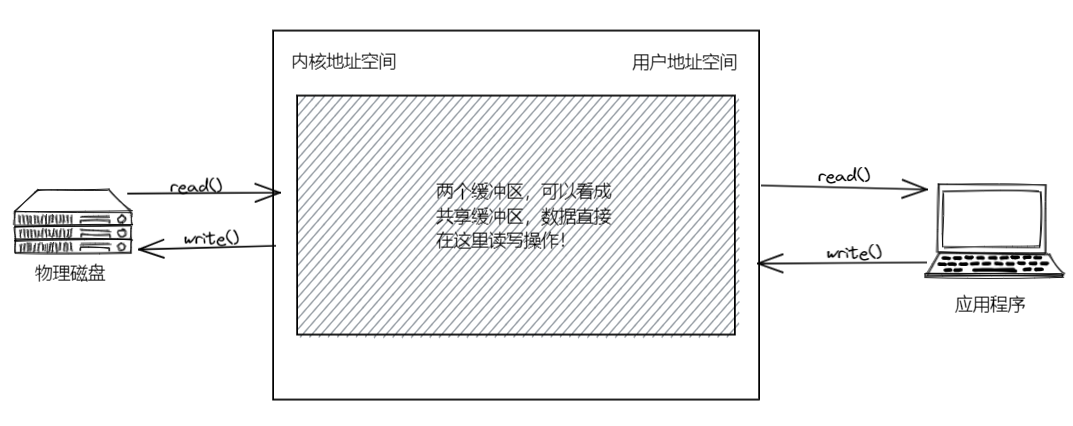 内核地址空间
用户地址空间
两个缓冲区，可以看成
共享缓冲区，数据直接
在这里读写操作！
read()
write()
物理磁盘
read()
write()
应用程序